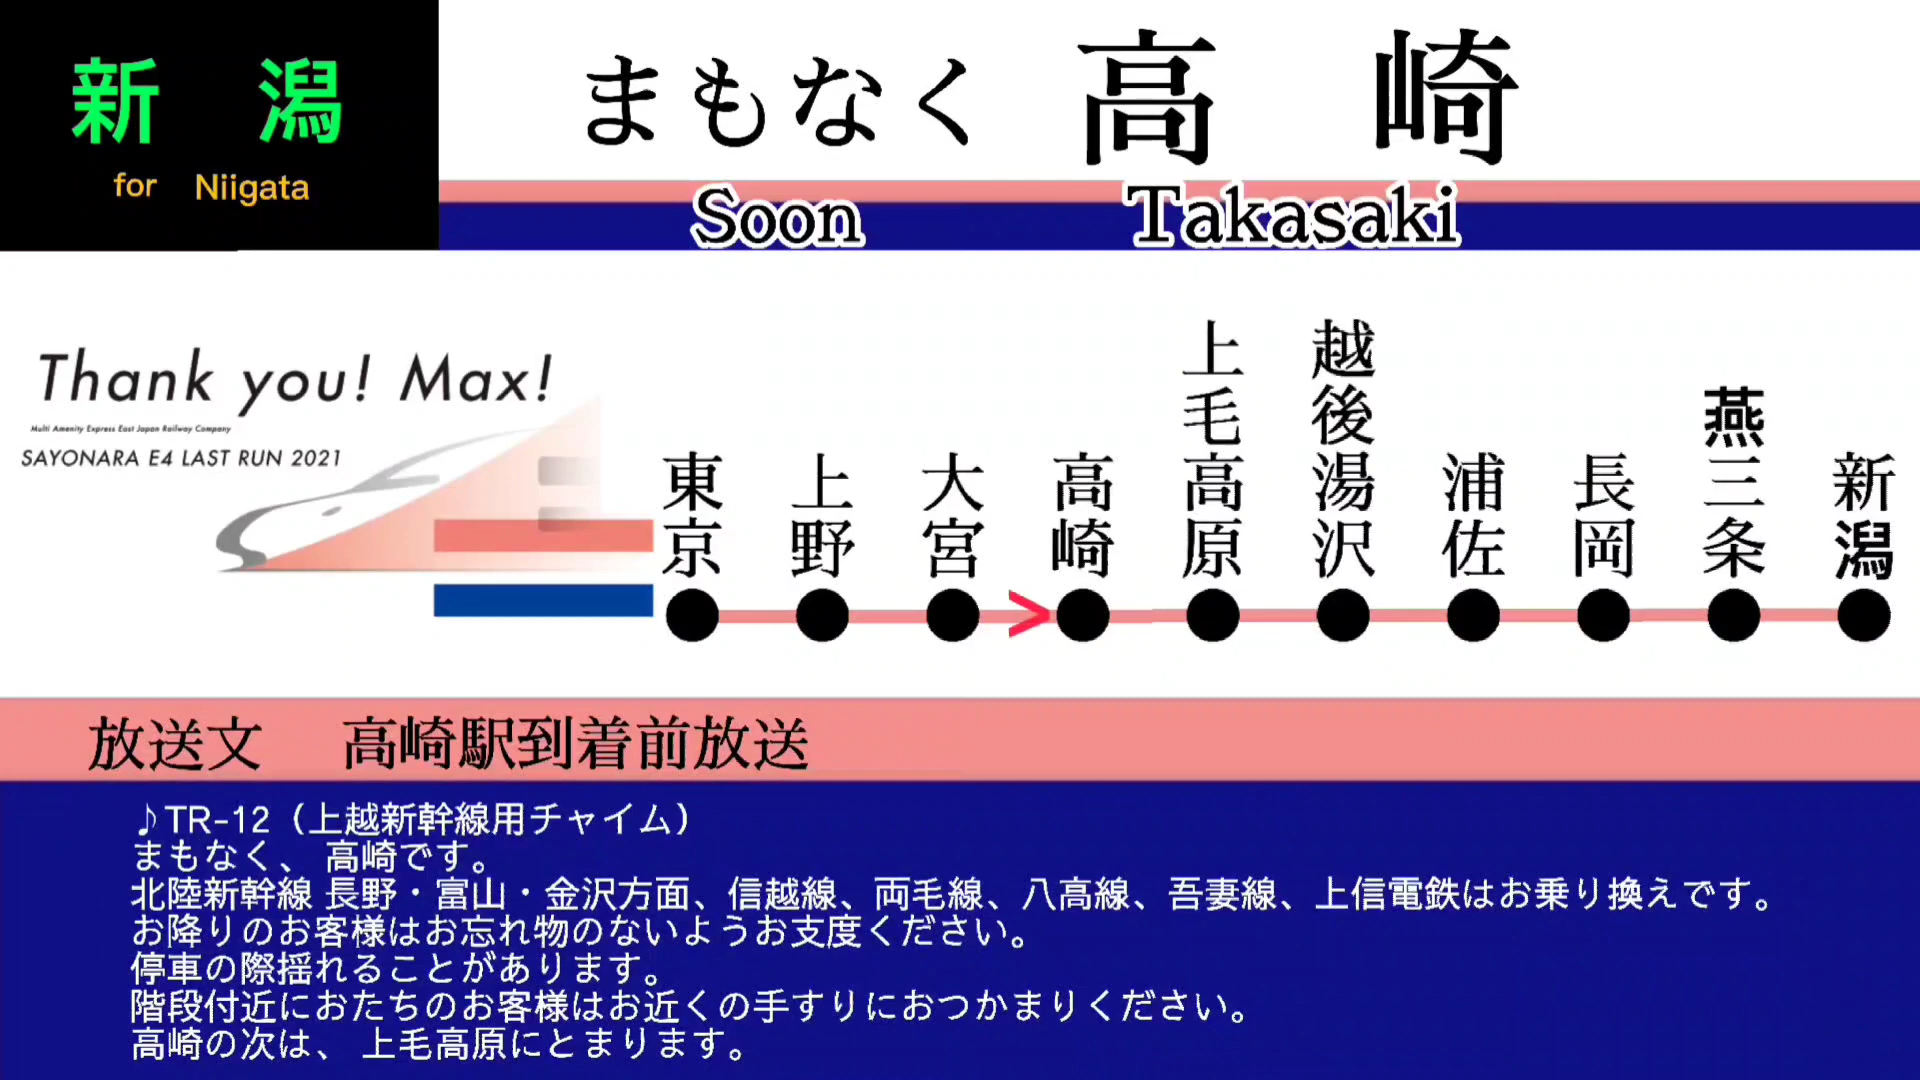 新 潟
for Niigata
まもなく 高 崎
Soon Takasaki
Thank you! Max!
Multi Amenity Express East Japan Railway Company
SAYONARA E4 LAST RUN 2021
東京
上野
大宮
>
高崎
上毛高原
越後湯沢
浦佐
長岡
燕三条
新潟
放送文 高崎駅到着前放送
♪TR-12（上越新幹線用チャイム）
まもなく、 高崎です。
北陸新幹線 長野・富山・金沢方面、信越線、両毛線、八高線、吾妻線、上信電鉄はお乗り換えです。
お降りのお客様はお忘れ物のないようお支度ください。
停車の際揺れることがあります。
階段付近におたちのお客様はお近くの手すりにおつかまりください。
高崎の次は、 上毛高原にとまります。